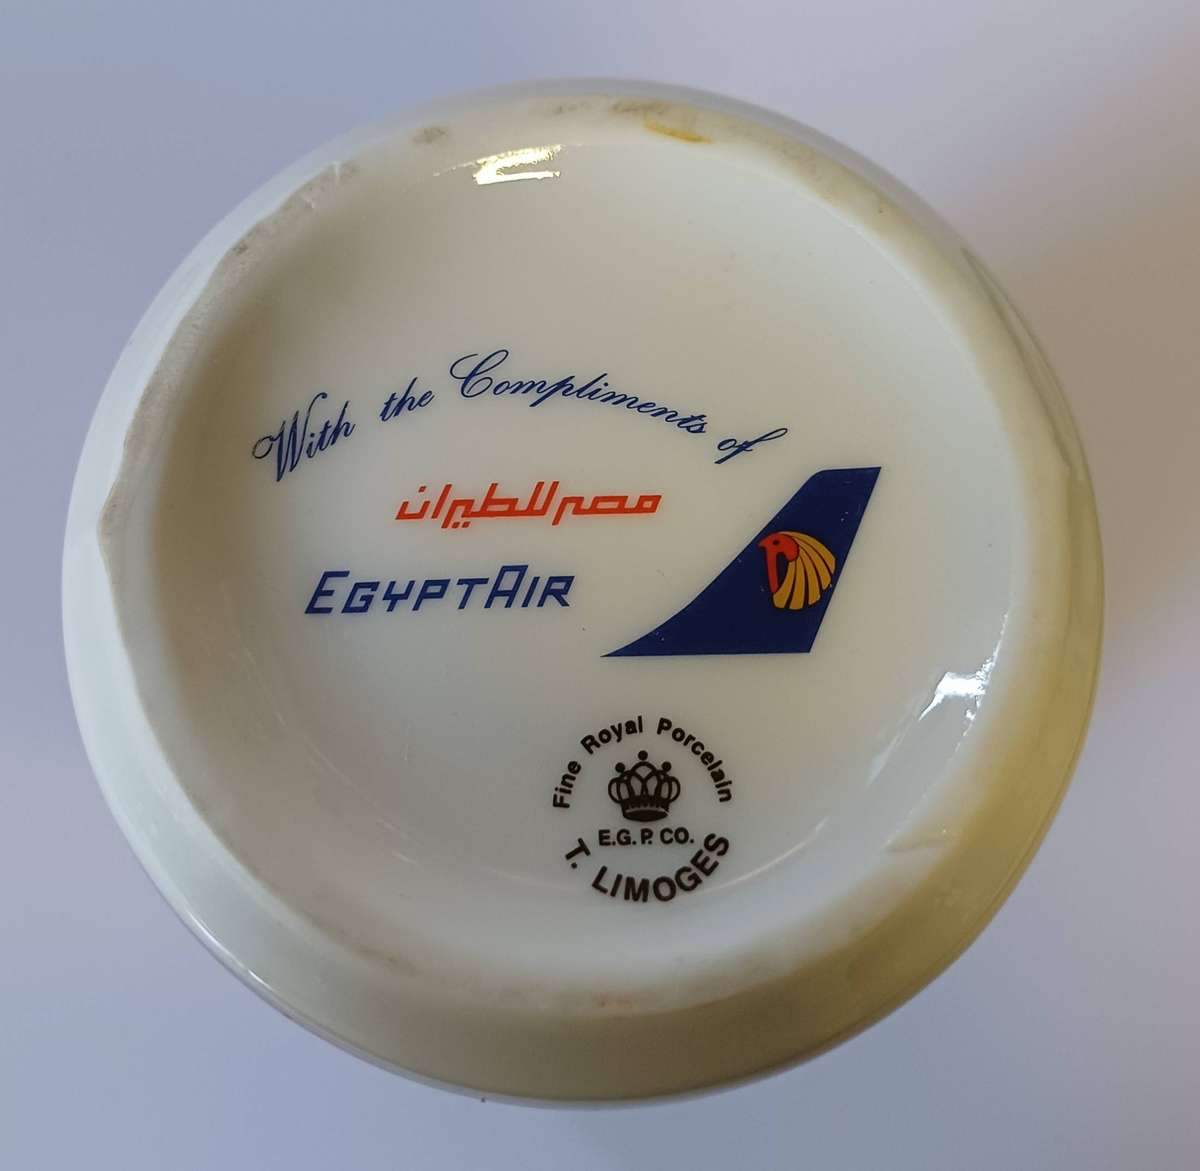 With the Compliments of
مصر للطيران
EGYPTAIR
Fine Royal Porcelain
E.G.P. CO.
T. LIMOGES